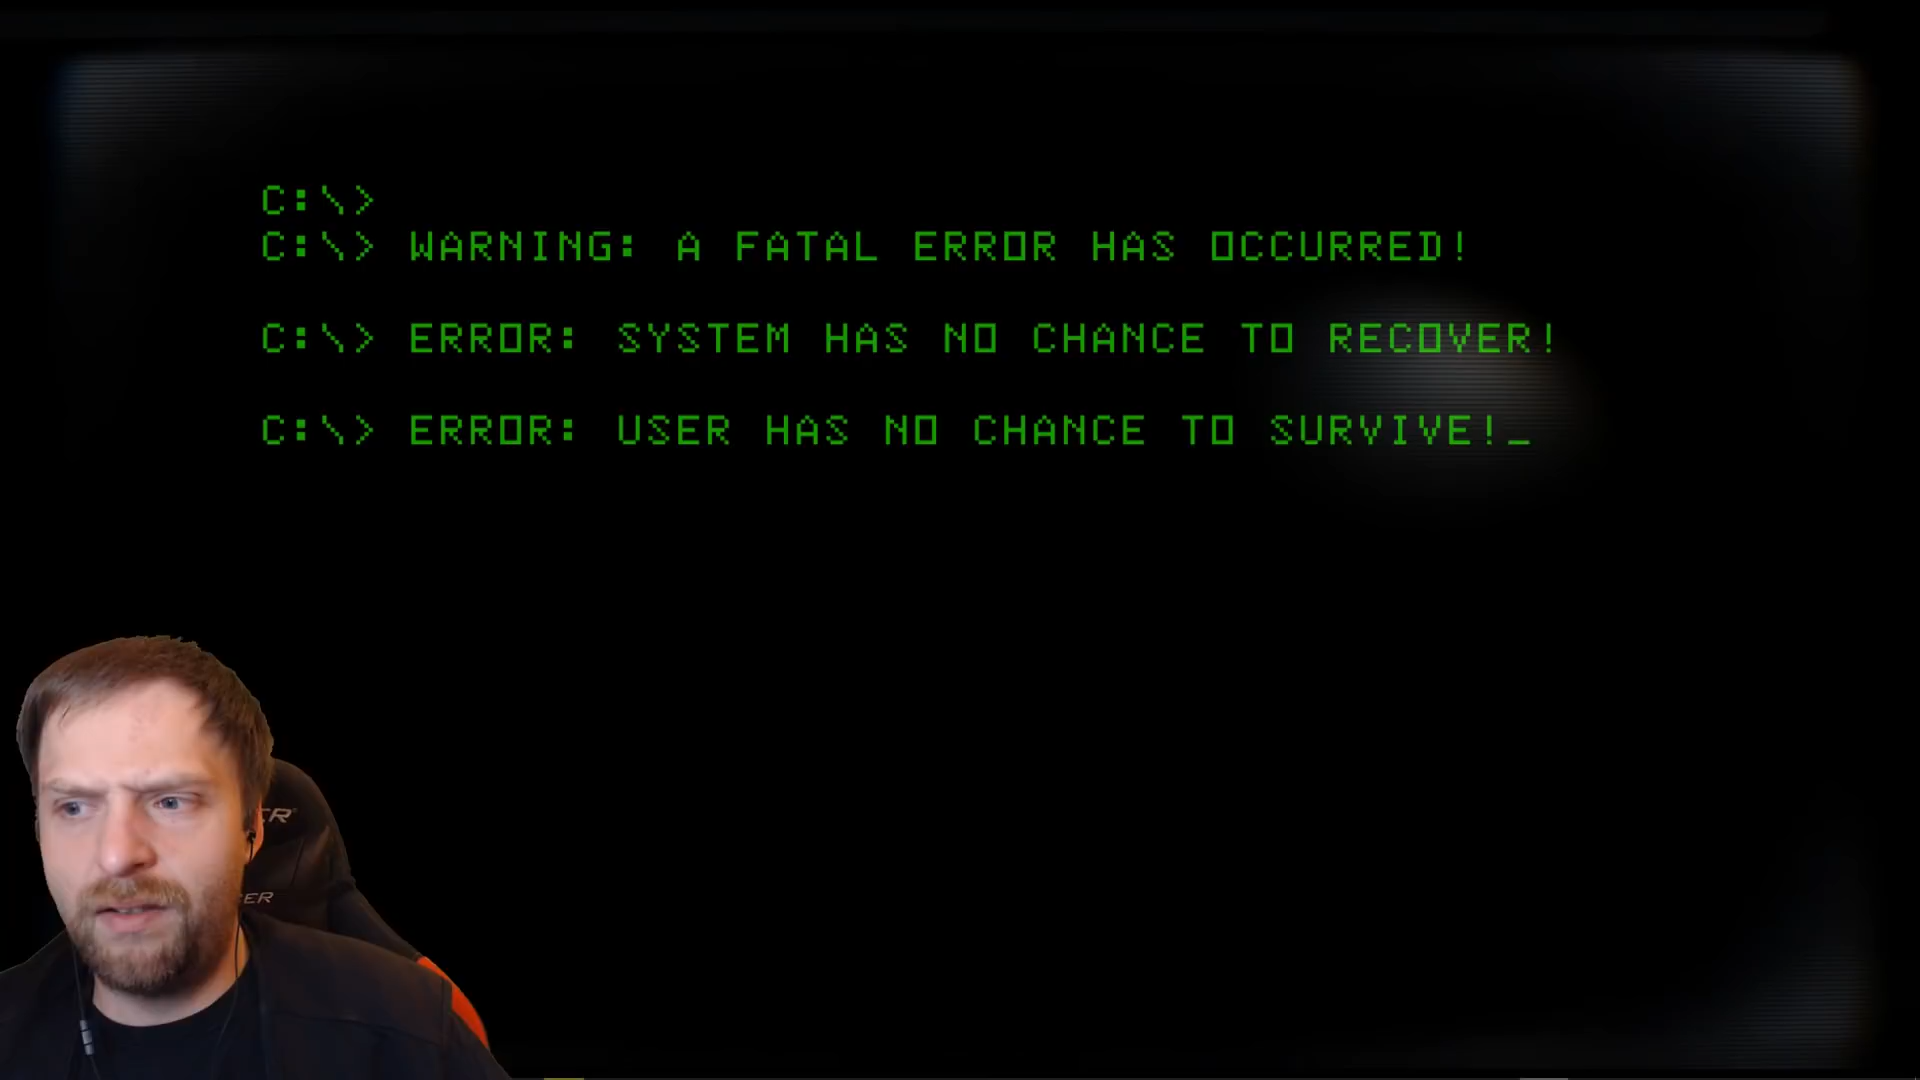 C:\>
C:\> WARNING: A FATAL ERROR HAS OCCURRED!
C:\> ERROR: SYSTEM HAS NO CHANCE TO RECOVER!
C:\> ERROR: USER HAS NO CHANCE TO SURVIVE!_